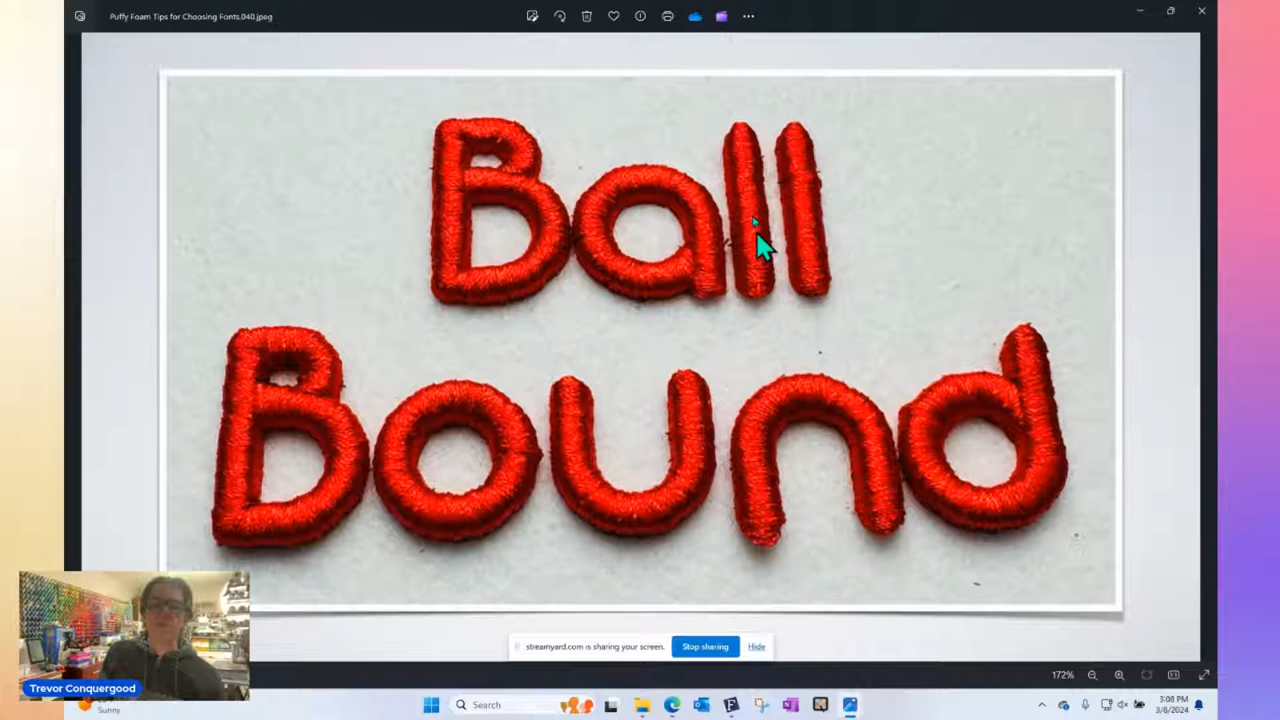 Puffy Foam Tips for Choosing Fonts.040.jpeg
Ball
Bound
streamyard.com is sharing your screen.
Stop sharing
Hide
Trevor Conquergood
172%
Sunny
Search
3:08 PM
3/8/2024